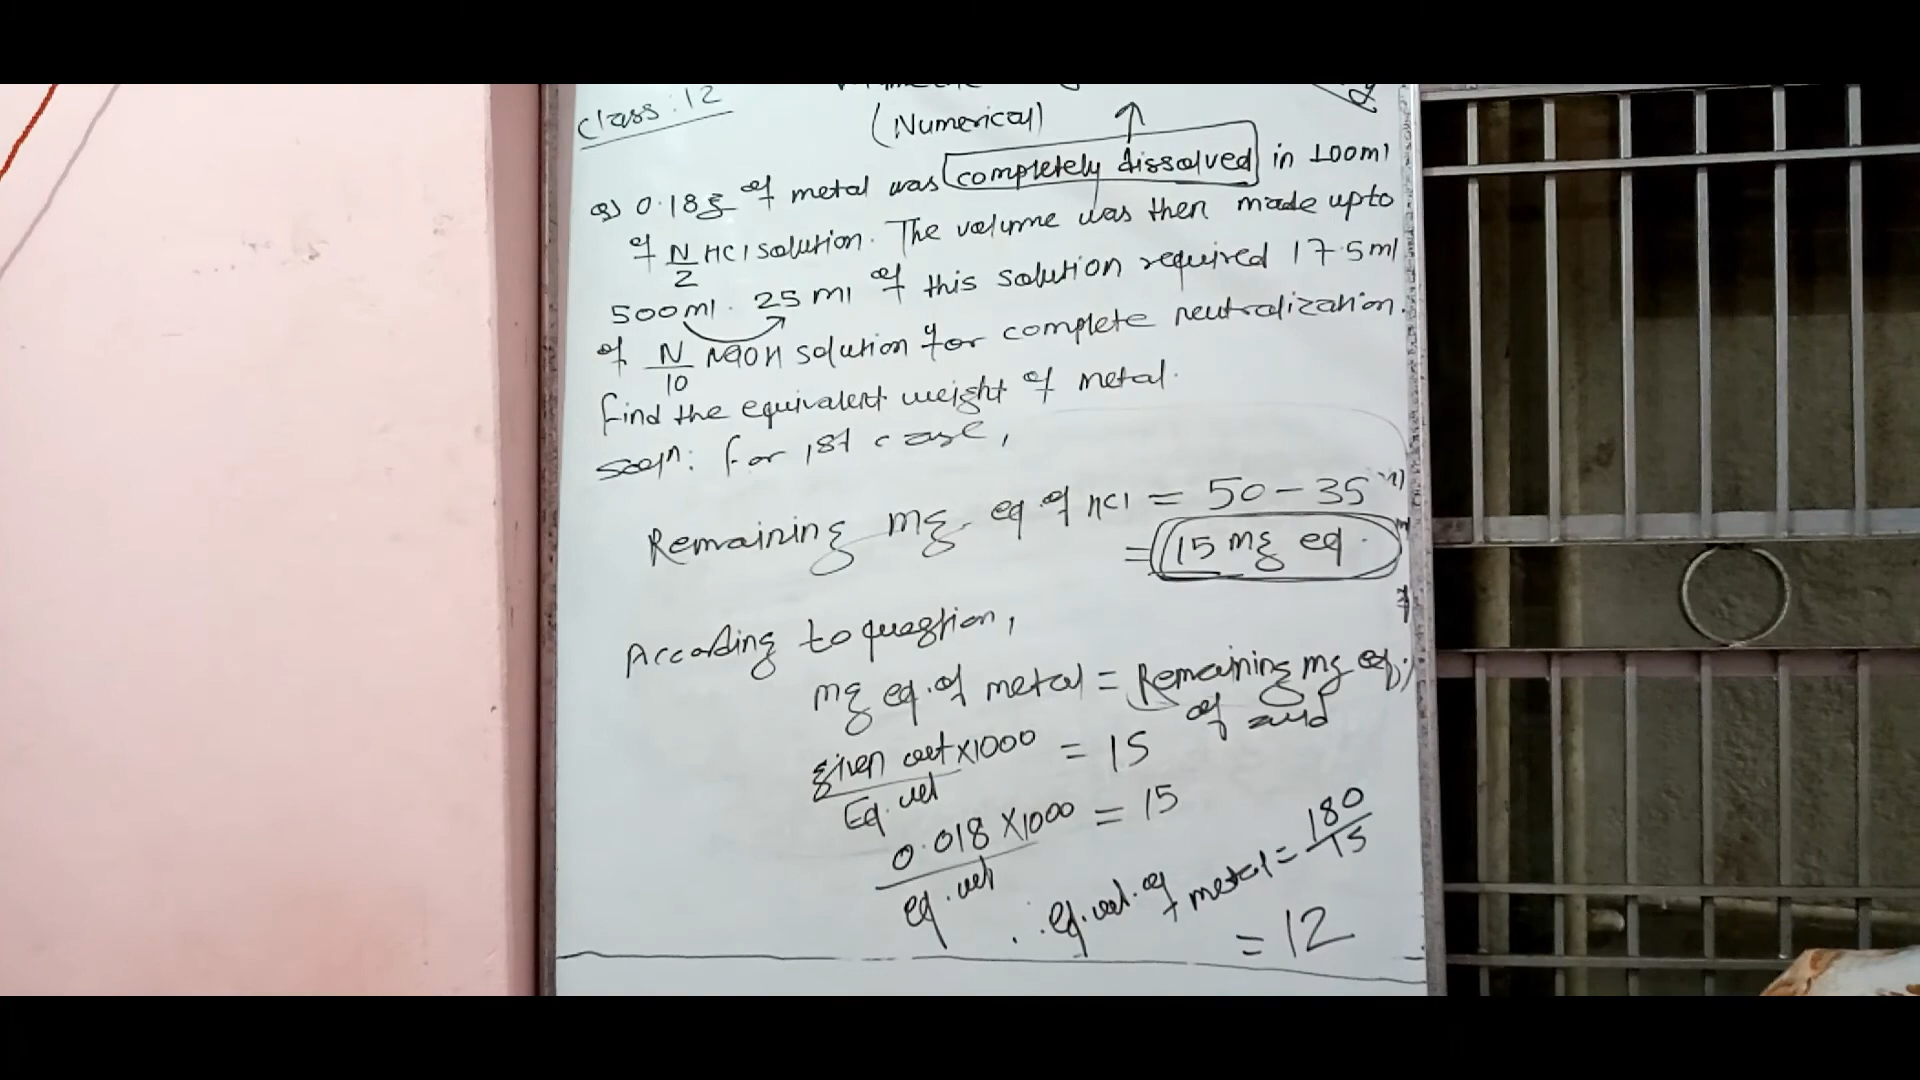 Class: 12
(Numerical)
Q) 0.18g of metal was completely dissolved in 100ml
of N/2 HCl solution. The volume was then made upto
500ml. 25 ml of this solution required 17.5ml
of N/10 NaOH solution for complete neutralization.
Find the equivalent weight of metal.
Soln: For 1st case,
Remaining mg. eq. of HCl = 50 - 35
= 15 mg eq.
According to question,
mg eq. of metal = Remaining mg eq.
of acid
given wt x 1000 / Eq. wt = 15
0.018 x 1000 / eq. wt = 15
∴ eq. wt. of metal = 180/15
= 12